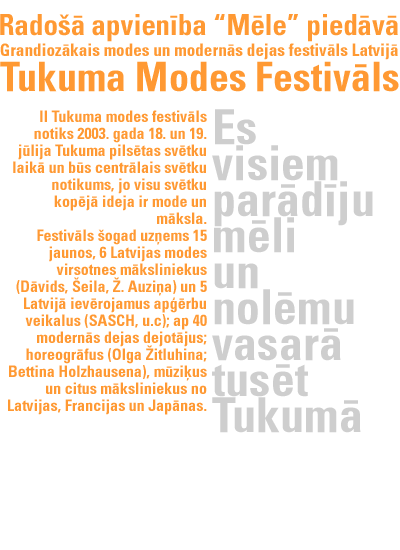 Radošā apvienība “Mēle” piedāvā
Grandiozākais modes un modernās dejas festivāls Latvijā
Tukuma Modes Festivāls
II Tukuma modes festivāls
notiks 2003. gada 18. un 19.
jūlija Tukuma pilsētas svētku
laikā un būs centrālais svētku
notikums, jo visu svētku
kopējā ideja ir mode un
māksla.
Festivāls šogad uzņems 15
jaunos, 6 Latvijas modes
virsotnes māksliniekus
(Dāvids, Šeila, Ž. Auziņa) un 5
Latvijā ievērojamus apģērbu
veikalus (SASCH, u.c); ap 40
modernās dejas dejotājus;
horeogrāfus (Olga Žitluhina;
Bettina Holzhausena), mūziķus
un citus māksliniekus no
Latvijas, Francijas un Japānas.
Es
visiem
parādīju
mēli
un
nolēmu
vasarā
tusēt
Tukumā